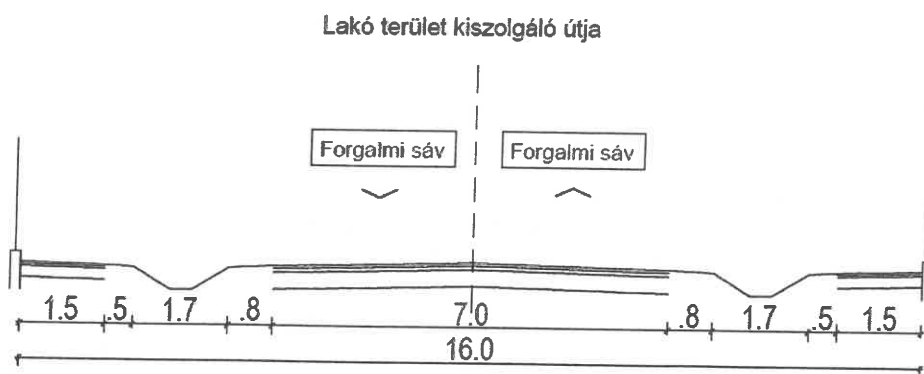 Lakó terület kiszolgáló útja
Forgalmi sáv Forgalmi sáv
1.5 .5 1.7 .8 7.0 .8 1.7 .5 1.5
16.0